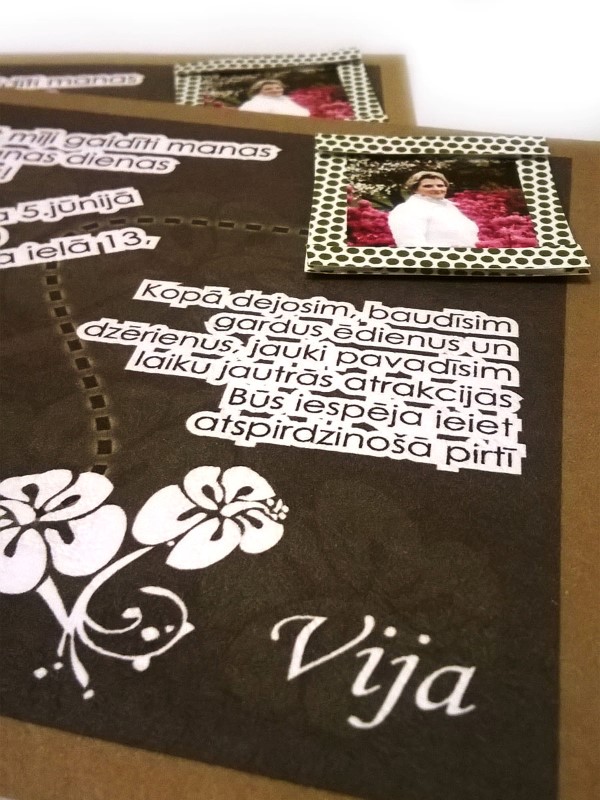 mīļi gaidīti manas
dienas
5.jūnijā
ielā 13,
Kopā dejosim, baudīsim
gardus ēdienus un
dzērienus, jauki pavadīsim
laiku jautrās atrakcijās
Būs iespēja ieiet
atspirdzinošā pirtī
Vija
manas